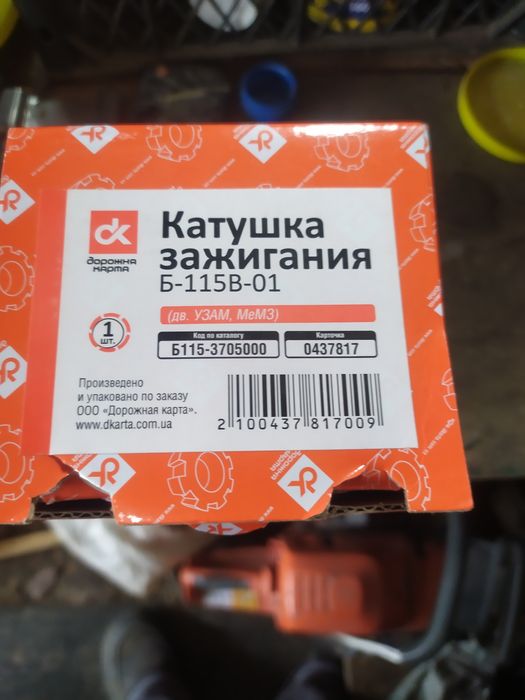 Катушка
зажигания
Б-115В-01
дк
дорожня
карта
(дв. УЗАМ, МеМЗ)
1
шт.
Код по каталогу
Карточка
Б115-3705000
0437817
Произведено
и упаковано по заказу
ООО «Дорожная карта».
www.dkarta.com.ua
2 100437 817009